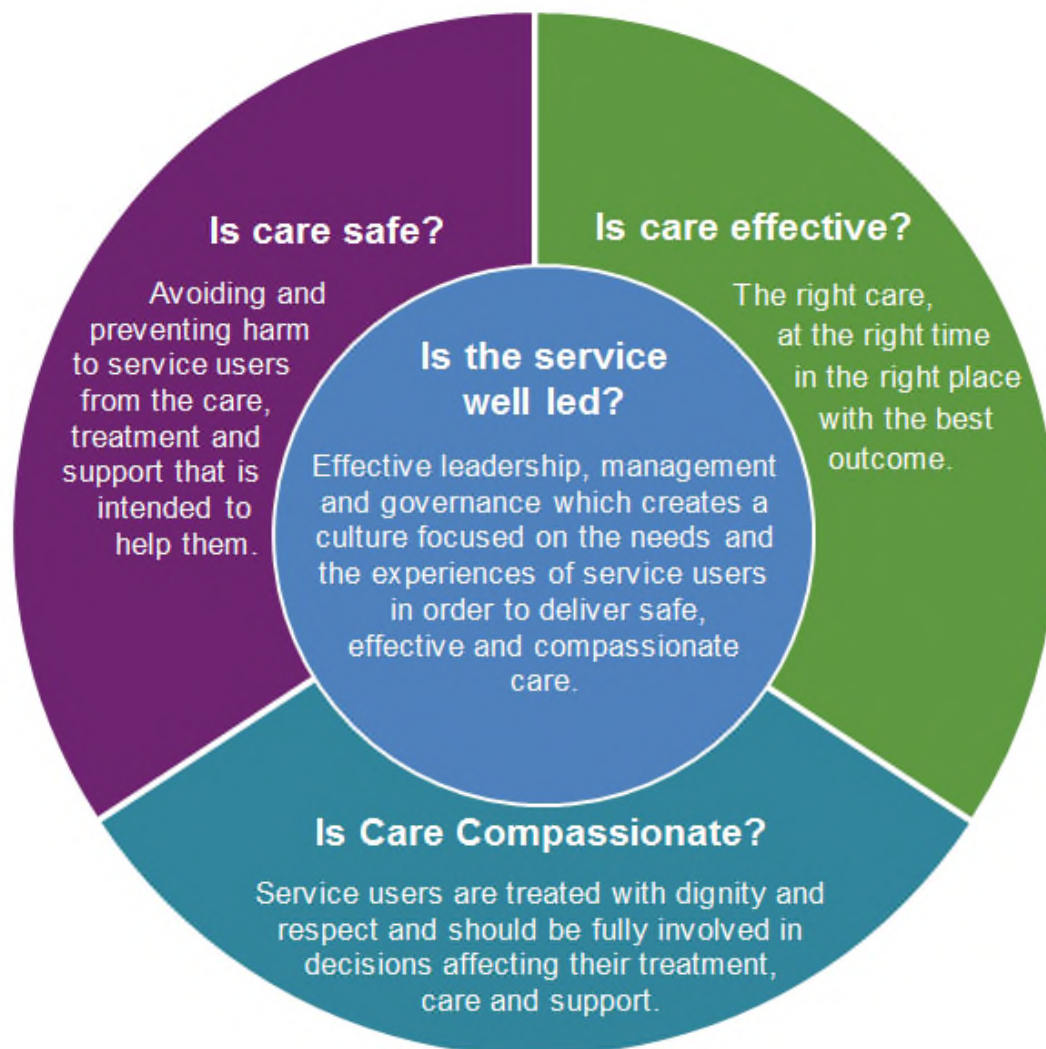 Is care safe?
Avoiding and
preventing harm
to service users
from the care,
treatment and
support that is
intended to
help them.
Is care effective?
The right care,
at the right time
in the right place
with the best
outcome.
Is the service
well led?
Effective leadership, management
and governance which creates a
culture focused on the needs and
the experiences of service users
in order to deliver safe,
effective and compassionate
care.
Is Care Compassionate?
Service users are treated with dignity and
respect and should be fully involved in
decisions affecting their treatment,
care and support.